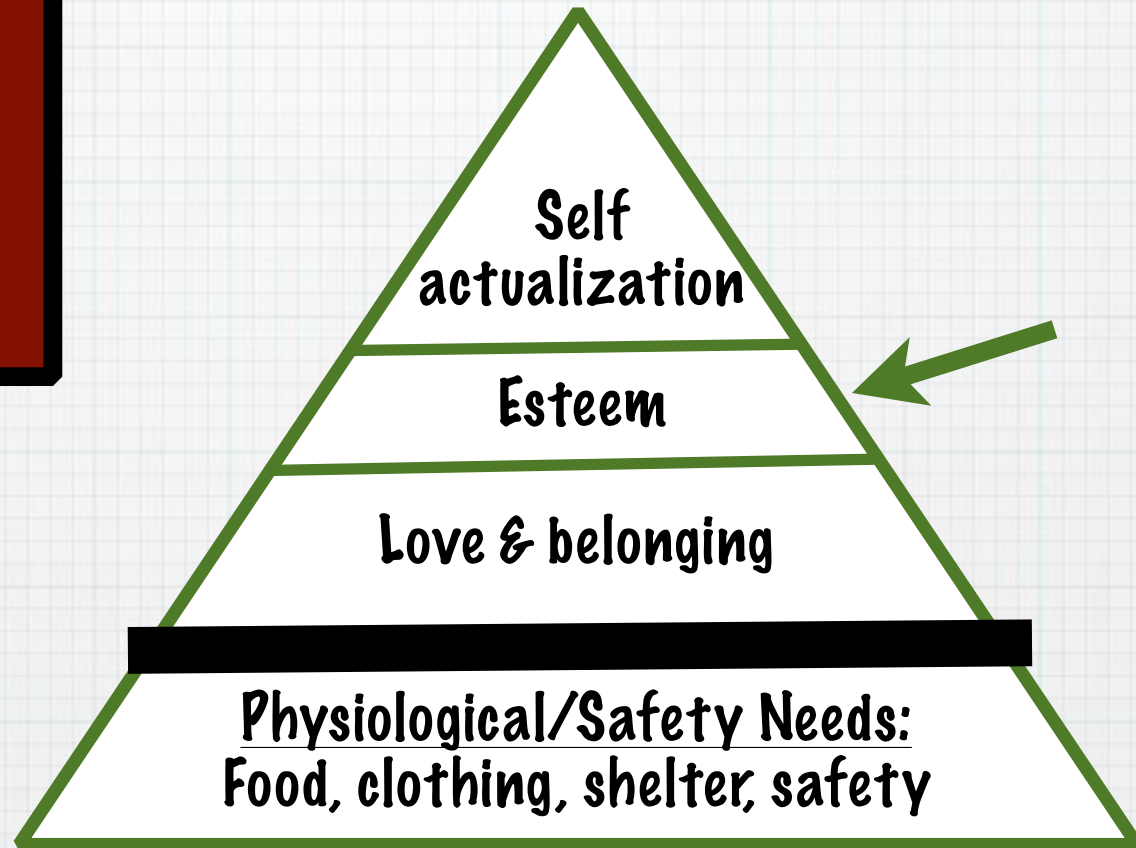 Self
actualization
Esteem
Love & belonging
Physiological/Safety Needs:
Food, clothing, shelter, safety